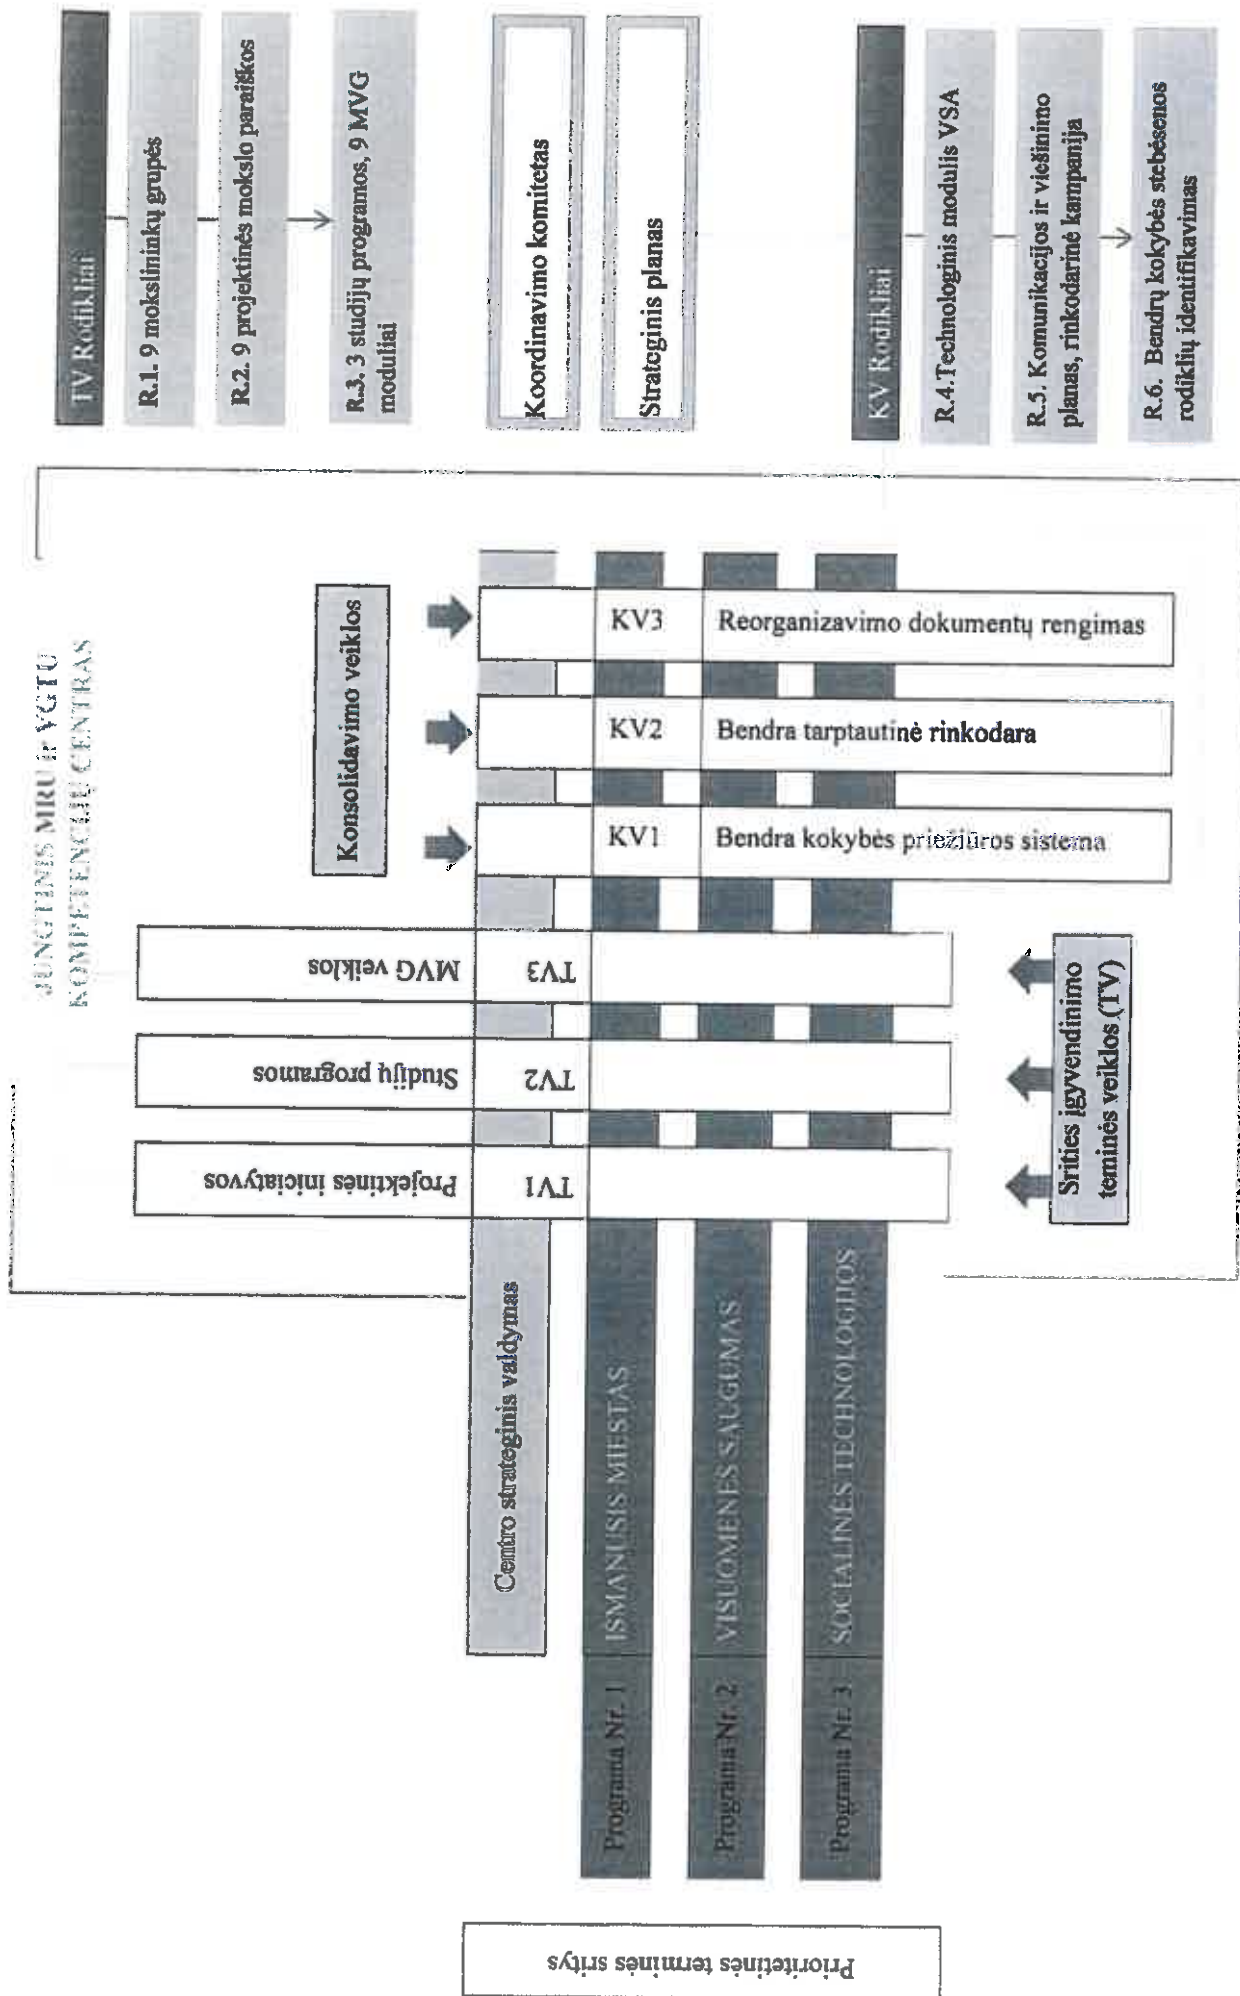 JUNGTINIS MRU ir VGTU
KOMPETENCIJŲ CENTRAS
Prioritetinės terminės sritys
Centro strateginis valdymas
Programa Nr. 1
ISMANUSIS MIESTAS
Programa Nr. 2
VISUOMENĖS SAUGUMAS
Programa Nr. 3
SOCIALINĖS TECHNOLOGIJOS
TV1
Projektinės iniciatyvos
TV2
Studijų programos
TV3
MVG veiklos
Srities įgyvendinimo
teminės veiklos (TV)
Konsolidavimo veiklos
KV1
Bendra kokybės priežiūros sistema
KV2
Bendra tarptautinė rinkodara
KV3
Reorganizavimo dokumentų rengimas
TV Rodikliai
R.1. 9 mokslininkų grupės
R.2. 9 projektinės mokslo paraiškos
R.3. 3 studijų programos, 9 MVG
moduliai
Koordinavimo komitetas
Strateginis planas
KV Rodikliai
R.4.Technologinis modulis VSA
R.5. Komunikacijos ir viešinimo
planas, rinkodarinė kampanija
R.6. Bendrų kokybės stebėsenos
rodiklių identifikavimas